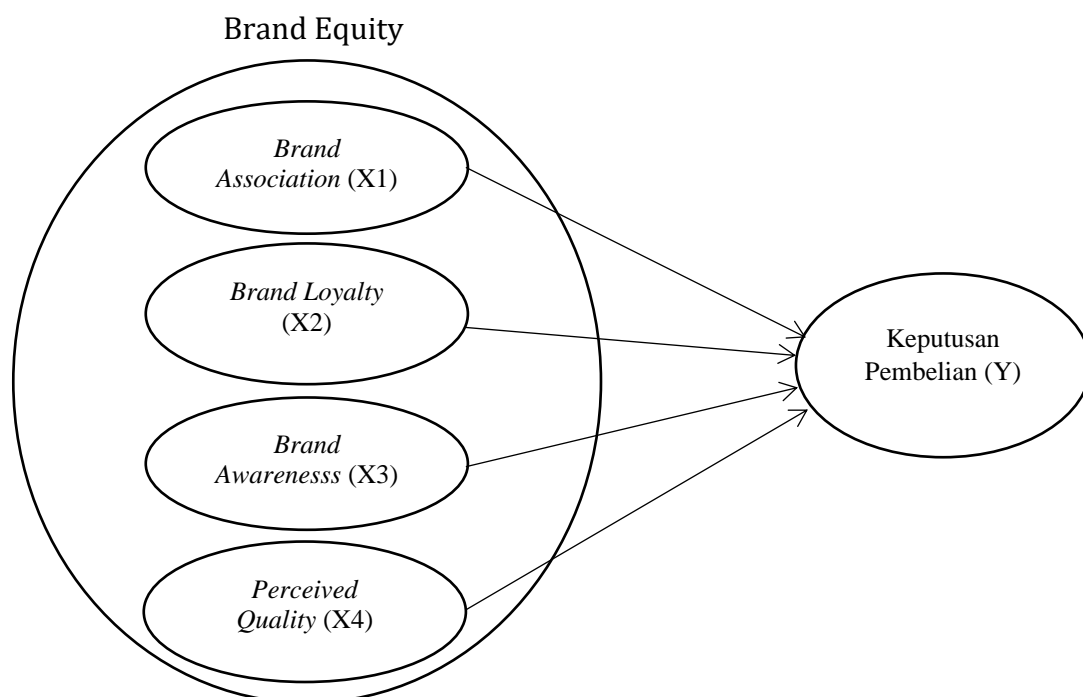 Brand Equity
Brand
Association (X1)
Brand Loyalty
(X2)
Brand
Awarenesss (X3)
Perceived
Quality (X4)
Keputusan
Pembelian (Y)